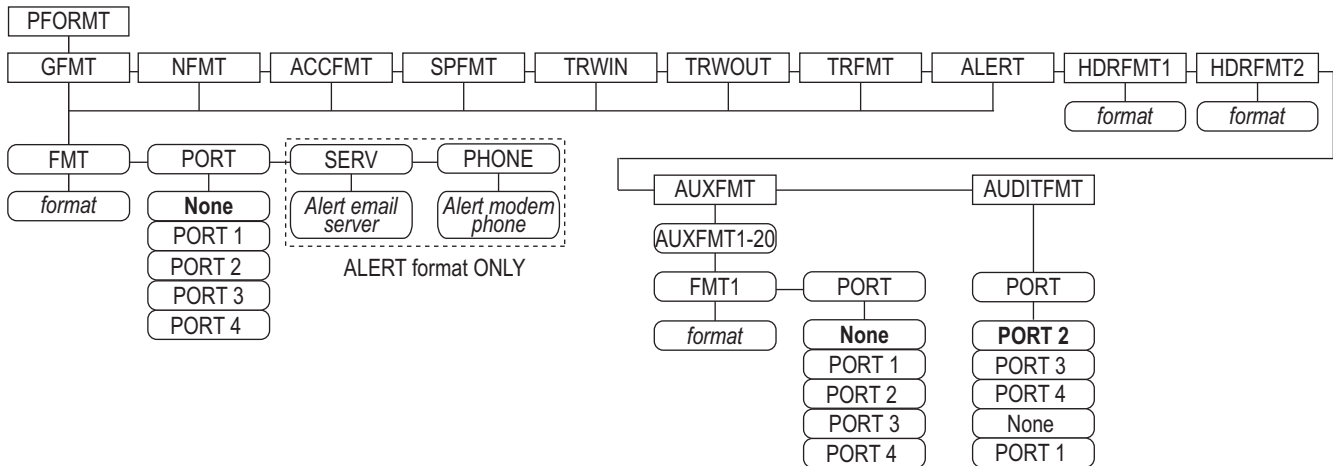 PFORMT
GFMT
NFMT
ACCFMT
SPFMT
TRWIN
TRWOUT
TRFMT
ALERT
HDRFMT1
HDRFMT2
format
format
FMT
PORT
SERV
PHONE
format
None
PORT 1
PORT 2
PORT 3
PORT 4
Alert email
server
Alert modem
phone
ALERT format ONLY
AUXFMT
AUDITFMT
AUXFMT1-20
FMT1
PORT
PORT
format
None
PORT 1
PORT 2
PORT 3
PORT 4
PORT 2
PORT 3
PORT 4
None
PORT 1